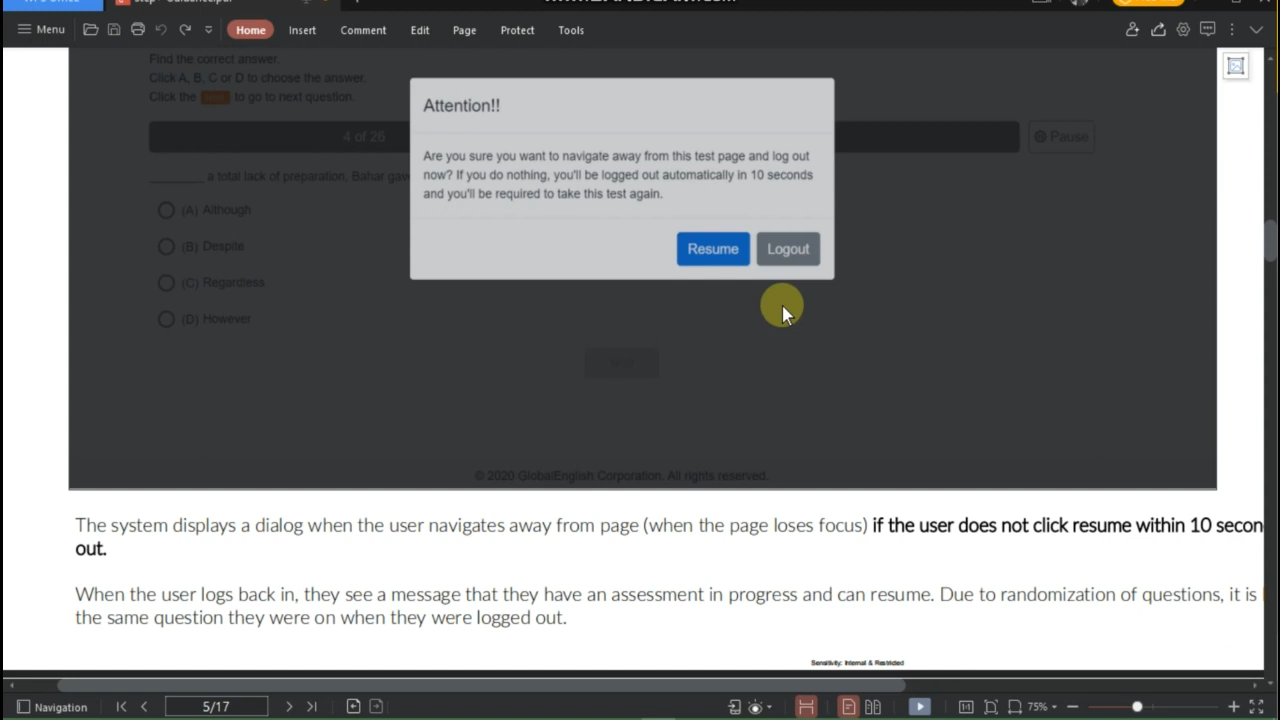 Menu
Home
Insert
Comment
Edit
Page
Protect
Tools
Find the correct answer.
Click A, B, C or D to choose the answer.
Click the to go to next question.
4 of 26
Pause
a total lack of preparation, Bahar gav
(A) Although
(B) Despite
(C) Regardless
(D) However
Attention!!
Are you sure you want to navigate away from this test page and log out
now? If you do nothing, you'll be logged out automatically in 10 seconds
and you'll be required to take this test again.
Resume
Logout
© 2020 GlobalEnglish Corporation. All rights reserved.
The system displays a dialog when the user navigates away from page (when the page loses focus) if the user does not click resume within 10 secon
out.
When the user logs back in, they see a message that they have an assessment in progress and can resume. Due to randomization of questions, it is
the same question they were on when they were logged out.
Sensitivity: Internal & Restricted
Navigation
5/17
75%